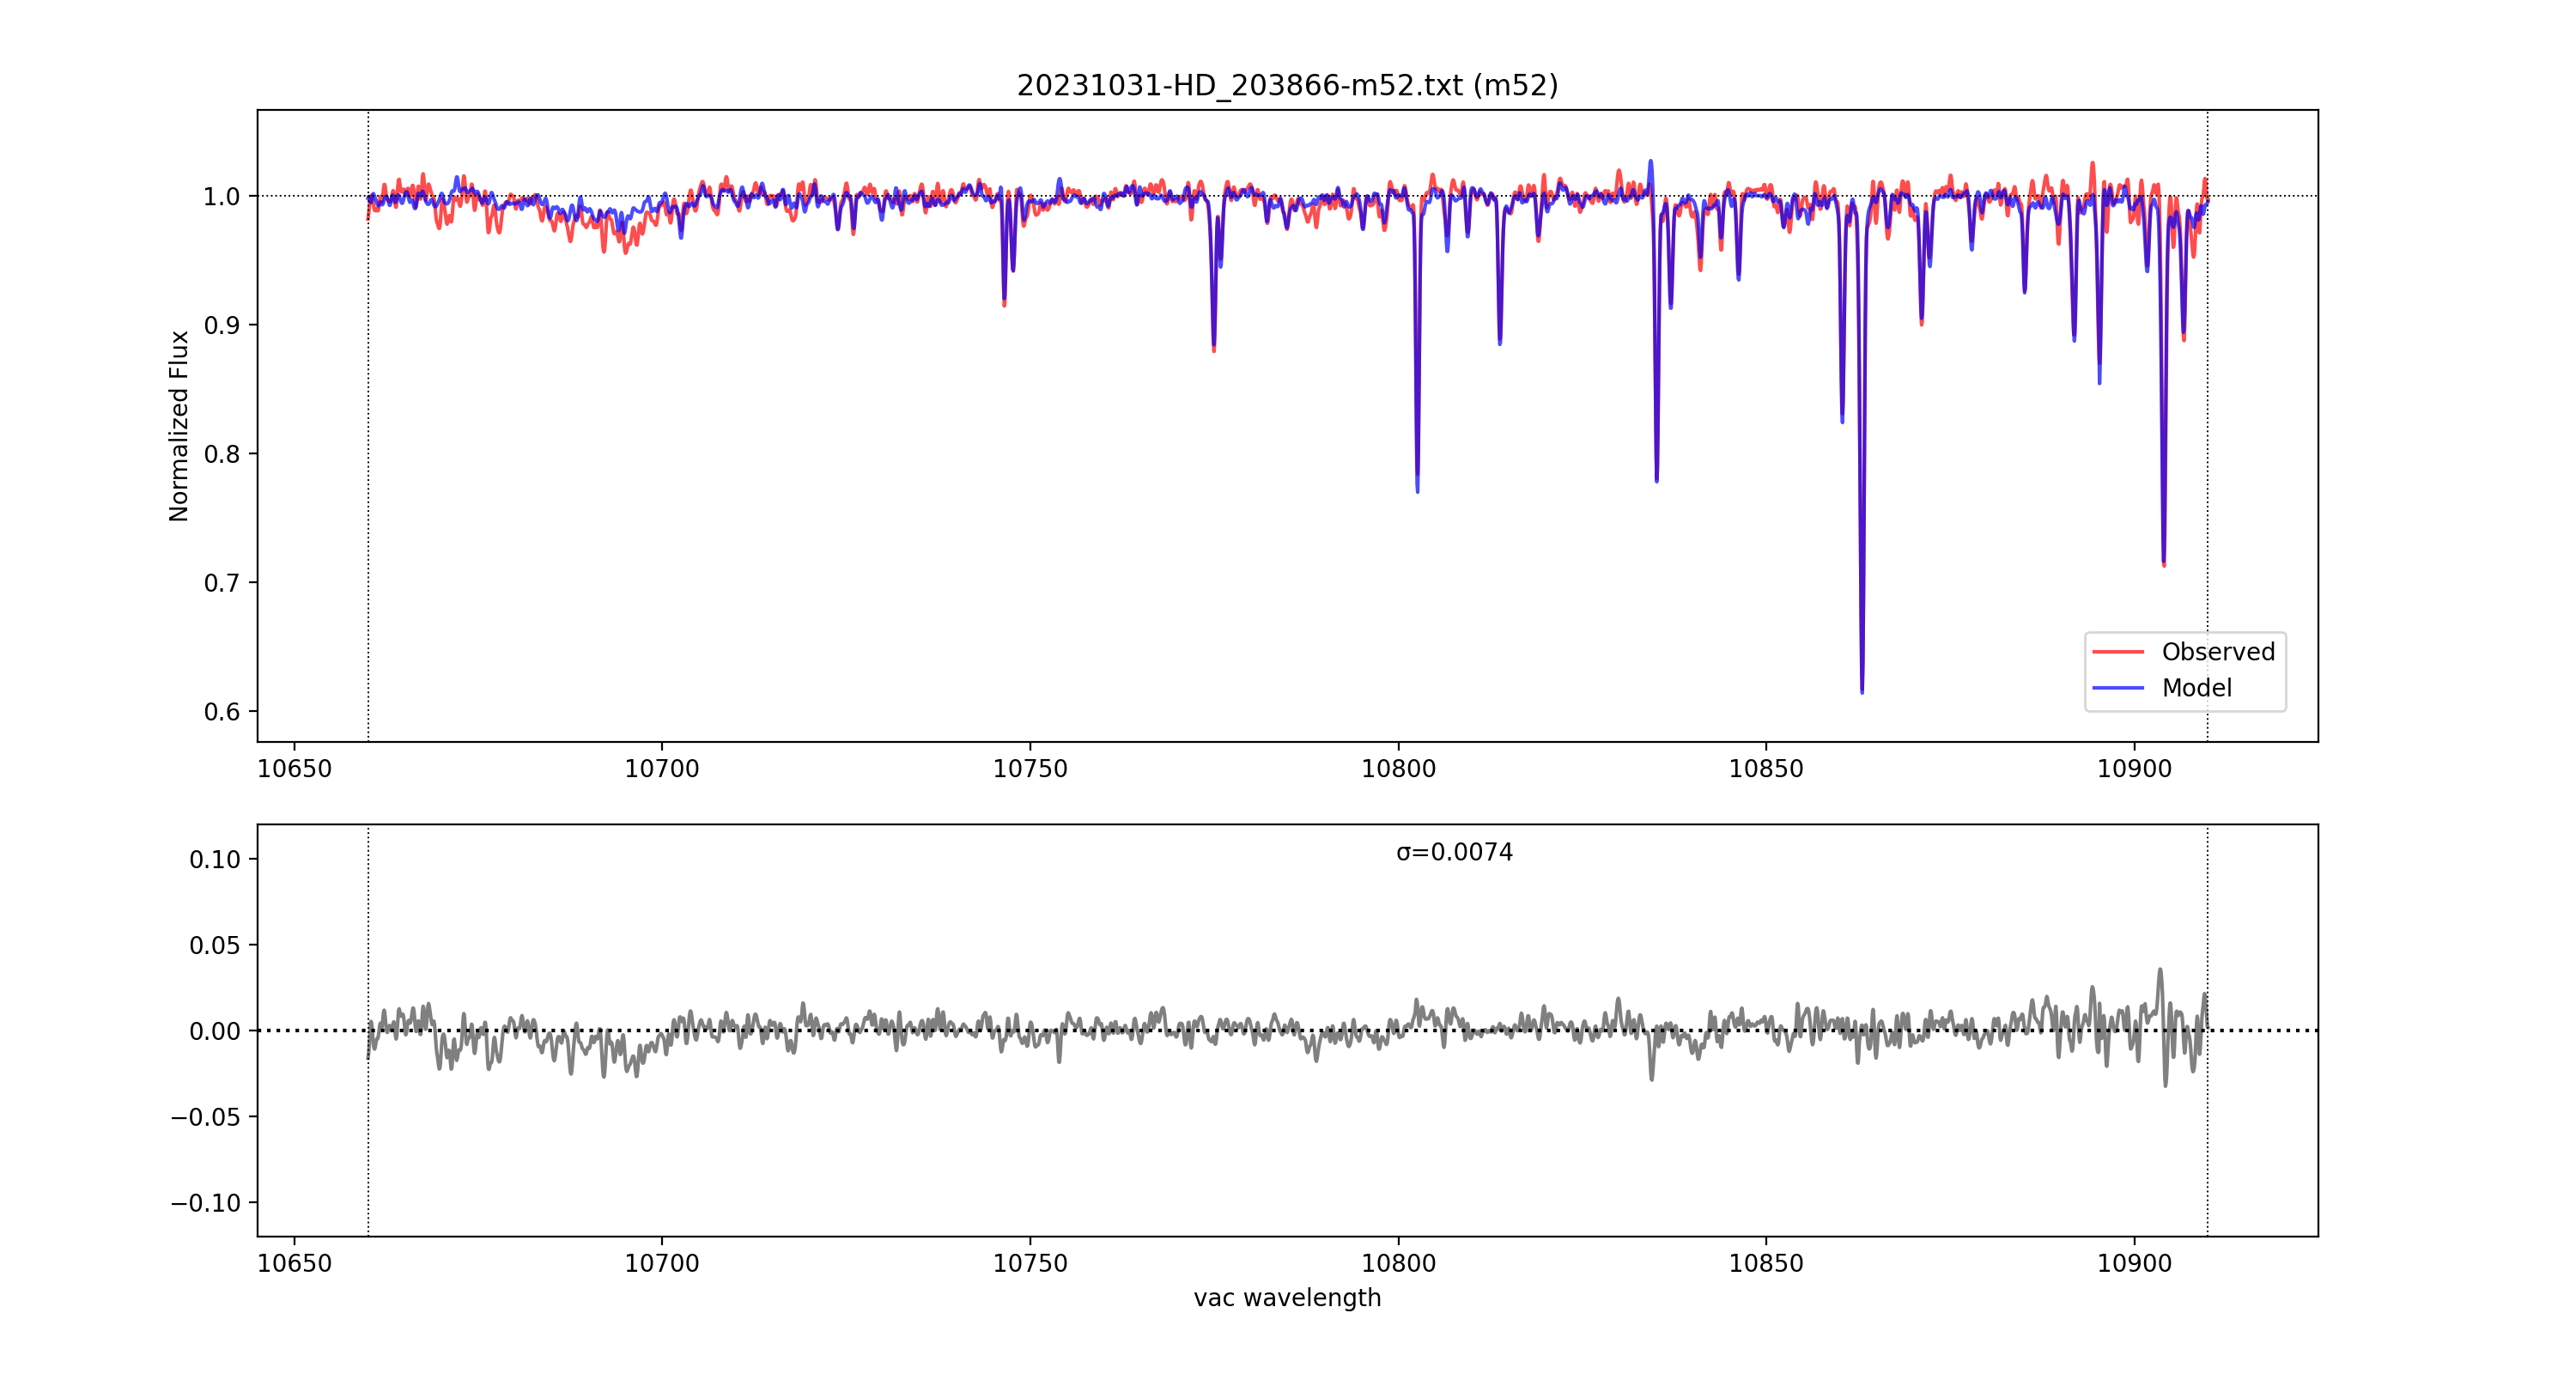 20231031-HD_203866-m52.txt (m52)
1.0
0.9
0.8
0.7
0.6
Normalized Flux
Observed
Model
10650 10700 10750 10800 10850 10900
σ=0.0074
0.10
0.05
0.00
−0.05
−0.10
10650 10700 10750 10800 10850 10900
vac wavelength